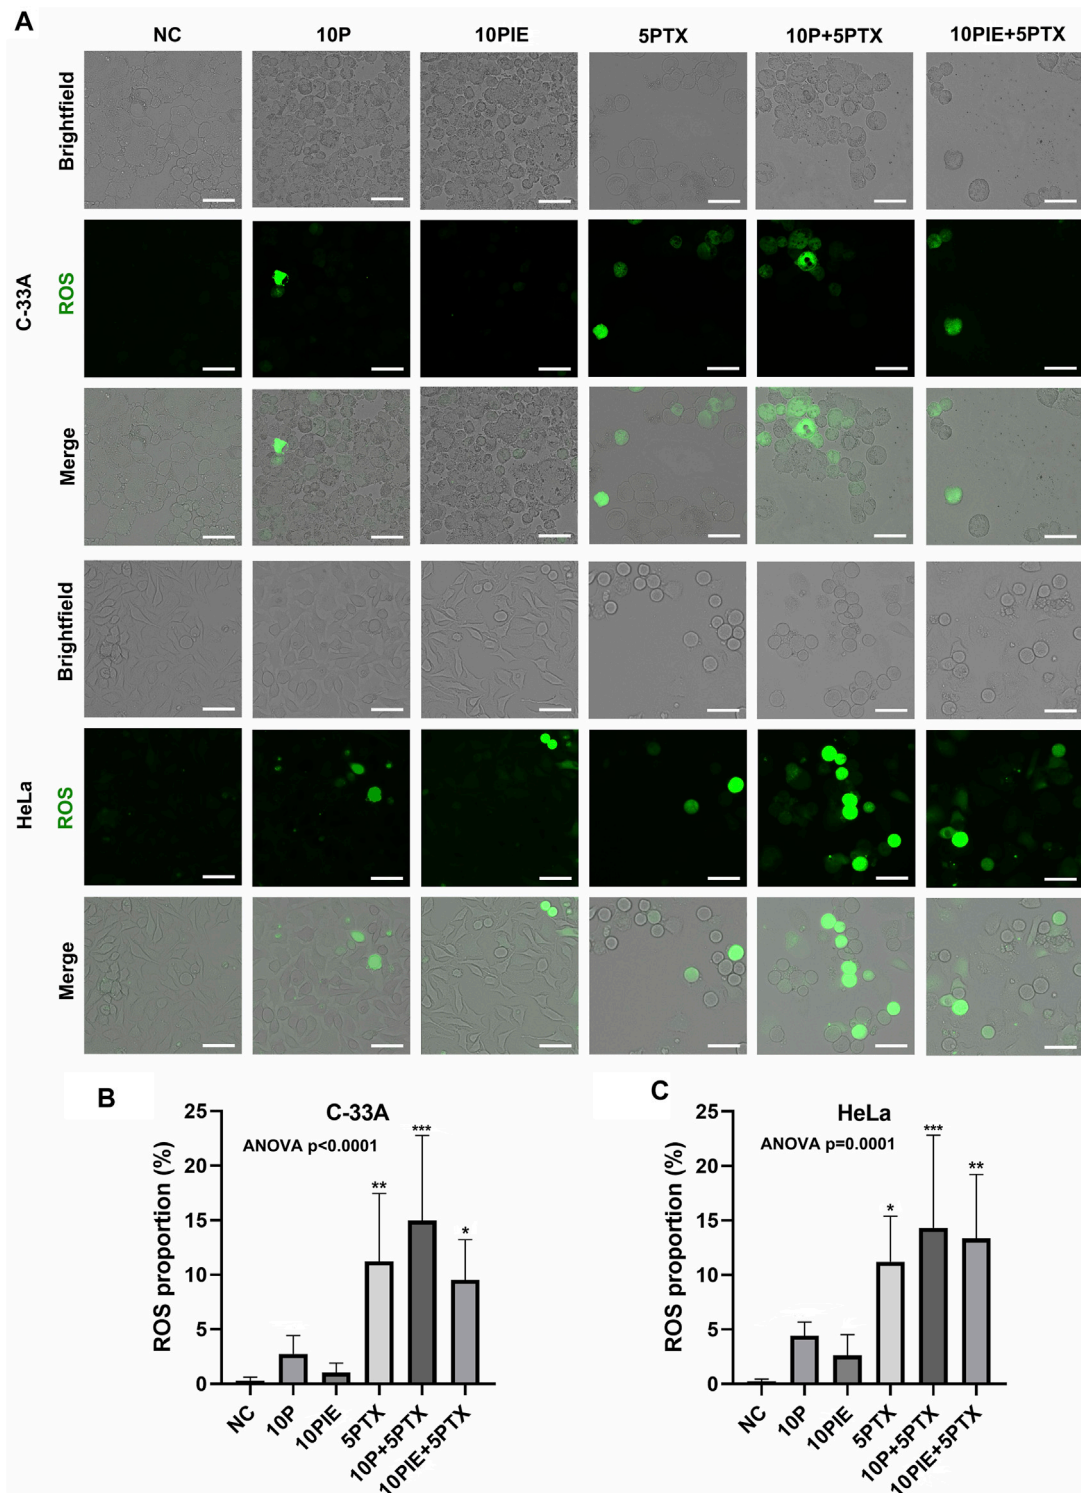 A
NC 10P 10PIE 5PTX 10P+5PTX 10PIE+5PTX
C-33A
Brightfield
ROS
Merge
HeLa
Brightfield
ROS
Merge
B
C-33A
ANOVA p<0.0001
ROS proportion (%)
25
20
15
10
5
0
***
**
*
NC 10P 10PIE 5PTX 10P+5PTX 10PIE+5PTX
C
HeLa
ANOVA p=0.0001
ROS proportion (%)
25
20
15
10
5
0
***
**
*
NC 10P 10PIE 5PTX 10P+5PTX 10PIE+5PTX